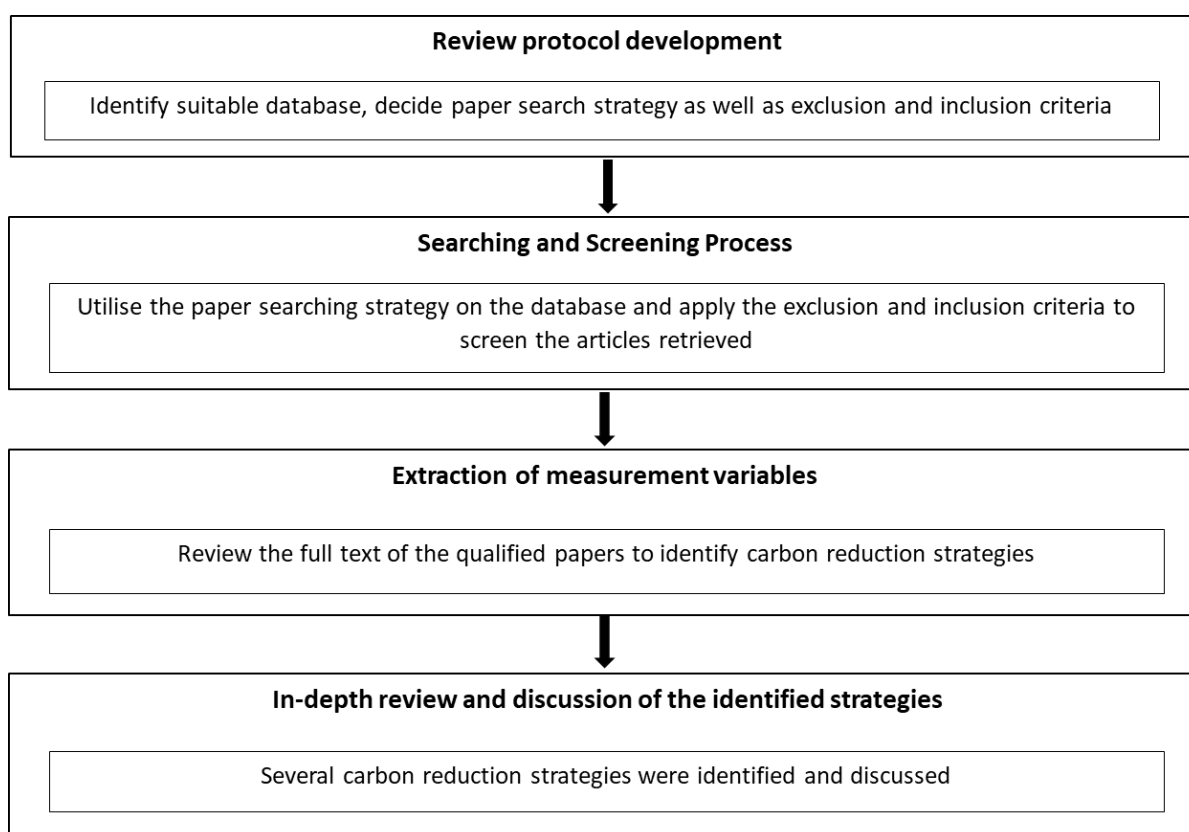 Review protocol development
Identify suitable database, decide paper search strategy as well as exclusion and inclusion criteria
Searching and Screening Process
Utilise the paper searching strategy on the database and apply the exclusion and inclusion criteria to
screen the articles retrieved
Extraction of measurement variables
Review the full text of the qualified papers to identify carbon reduction strategies
In-depth review and discussion of the identified strategies
Several carbon reduction strategies were identified and discussed